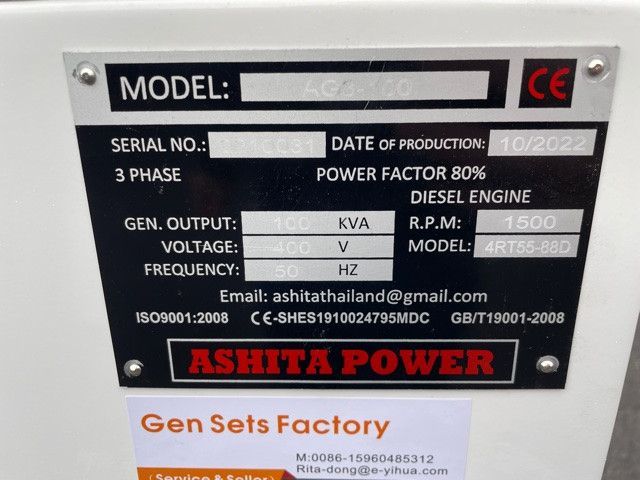 MODEL: AG3-100 CE
SERIAL NO.: DATE OF PRODUCTION: 10/2022
3 PHASE POWER FACTOR 80%
DIESEL ENGINE
GEN. OUTPUT: 100 KVA R.P.M: 1500
VOLTAGE: 400 V MODEL: 4RT55-88D
FREQUENCY: 50 HZ
Email: ashitathailand@gmail.com
ISO9001:2008 CE-SHES1910024795MDC GB/T19001-2008
ASHITA POWER
Gen Sets Factory
M:0086-15960485312
Rita-dong@e-yihua.com
(Service & Seller)